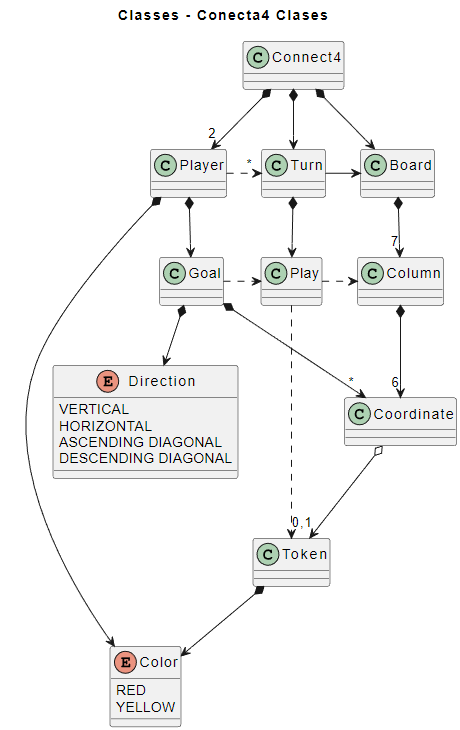 Classes - Conecta4 Clases
C Connect4
2
C Player
*
C Turn
C Board
7
C Goal
C Play
C Column
E Direction
VERTICAL
HORIZONTAL
ASCENDING DIAGONAL
DESCENDING DIAGONAL
*
6
C Coordinate
0,1
C Token
E Color
RED
YELLOW